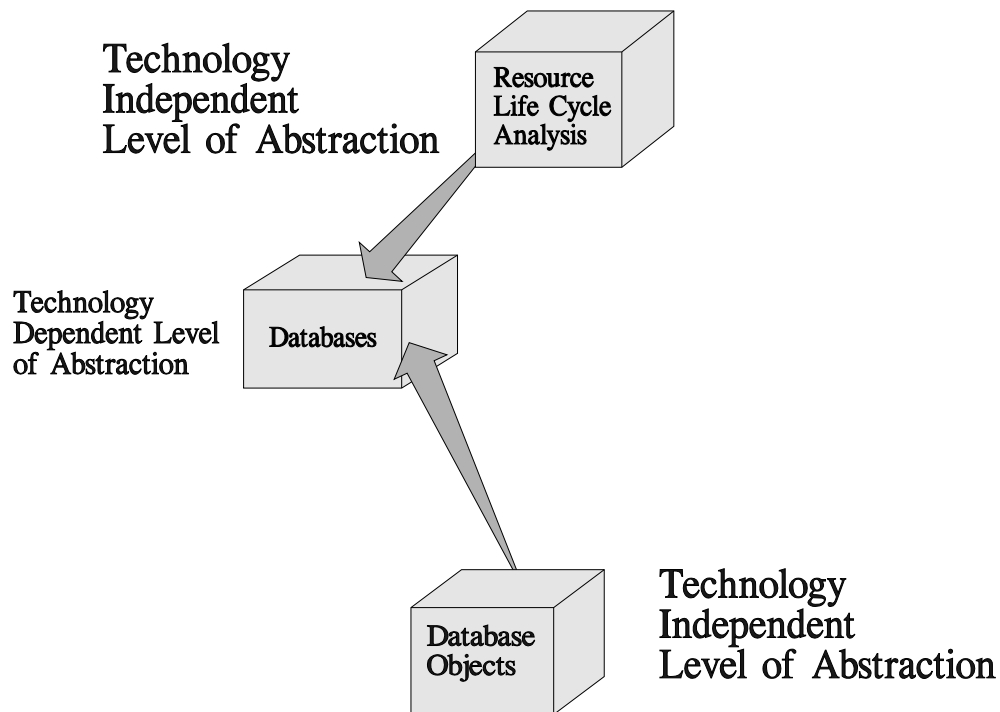 Technology
Independent
Level of Abstraction
Resource
Life Cycle
Analysis
Technology
Dependent Level
of Abstraction
Databases
Database
Objects
Technology
Independent
Level of Abstraction